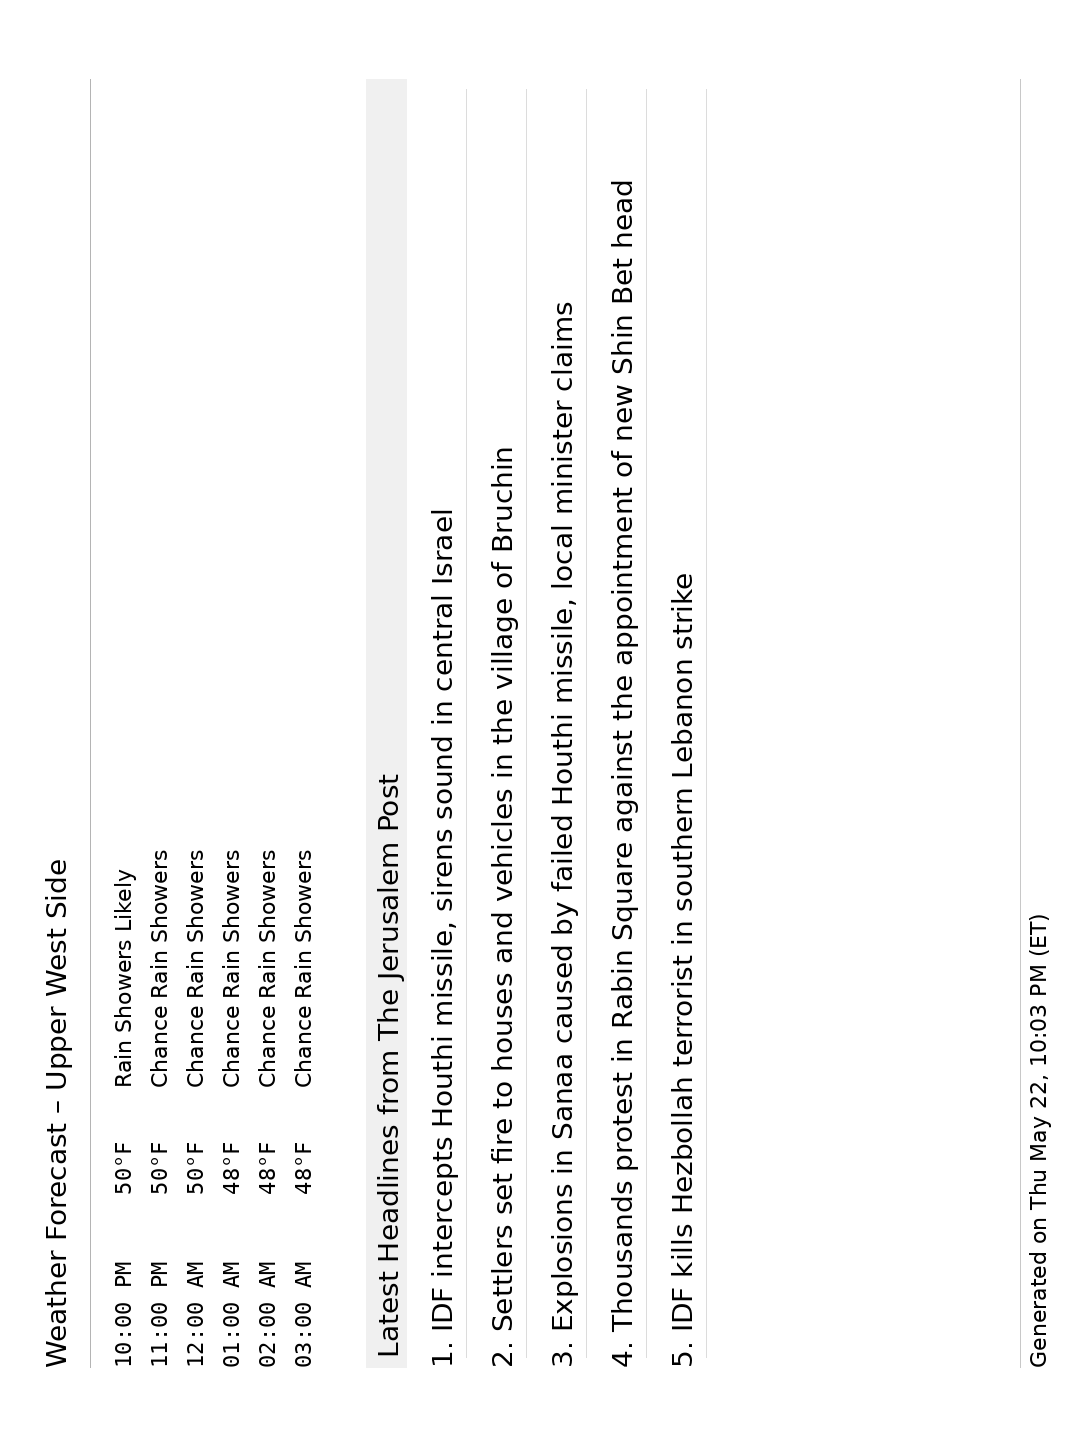 Weather Forecast – Upper West Side
10:00 PM 50°F Rain Showers Likely
11:00 PM 50°F Chance Rain Showers
12:00 AM 50°F Chance Rain Showers
01:00 AM 48°F Chance Rain Showers
02:00 AM 48°F Chance Rain Showers
03:00 AM 48°F Chance Rain Showers
Latest Headlines from The Jerusalem Post
1. IDF intercepts Houthi missile, sirens sound in central Israel
2. Settlers set fire to houses and vehicles in the village of Bruchin
3. Explosions in Sanaa caused by failed Houthi missile, local minister claims
4. Thousands protest in Rabin Square against the appointment of new Shin Bet head
5. IDF kills Hezbollah terrorist in southern Lebanon strike
Generated on Thu May 22, 10:03 PM (ET)